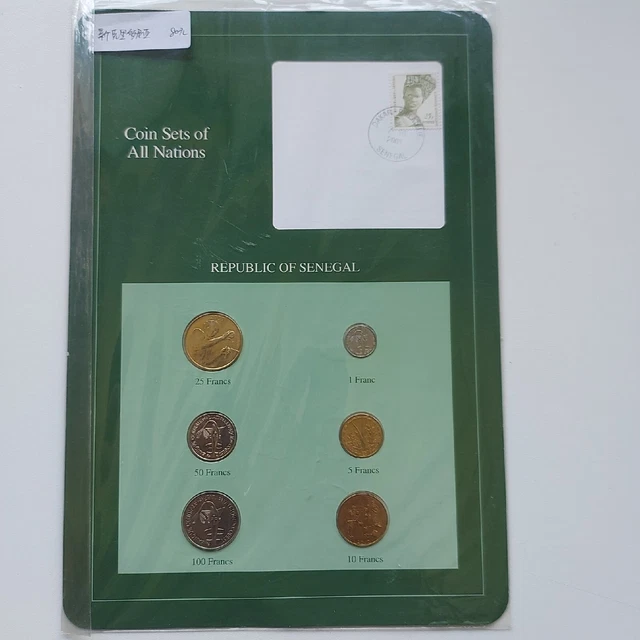 Coin Sets of
All Nations
SENEGAL
REPUBLIC OF SENEGAL
25 Francs
1 Franc
50 Francs
5 Francs
100 Francs
10 Francs